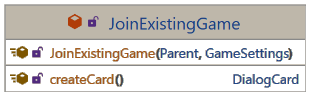 JoinExistingGame
JoinExistingGame(Parent, GameSettings)
createCard() DialogCard